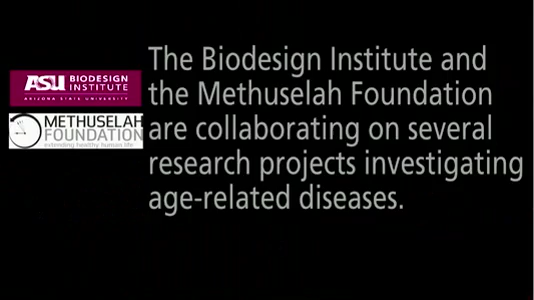 The Biodesign Institute and
the Methuselah Foundation
are collaborating on several
research projects investigating
age-related diseases.
ASU BIODESIGN
INSTITUTE
ARIZONA STATE UNIVERSITY
METHUSELAH
FOUNDATION
extending healthy human life